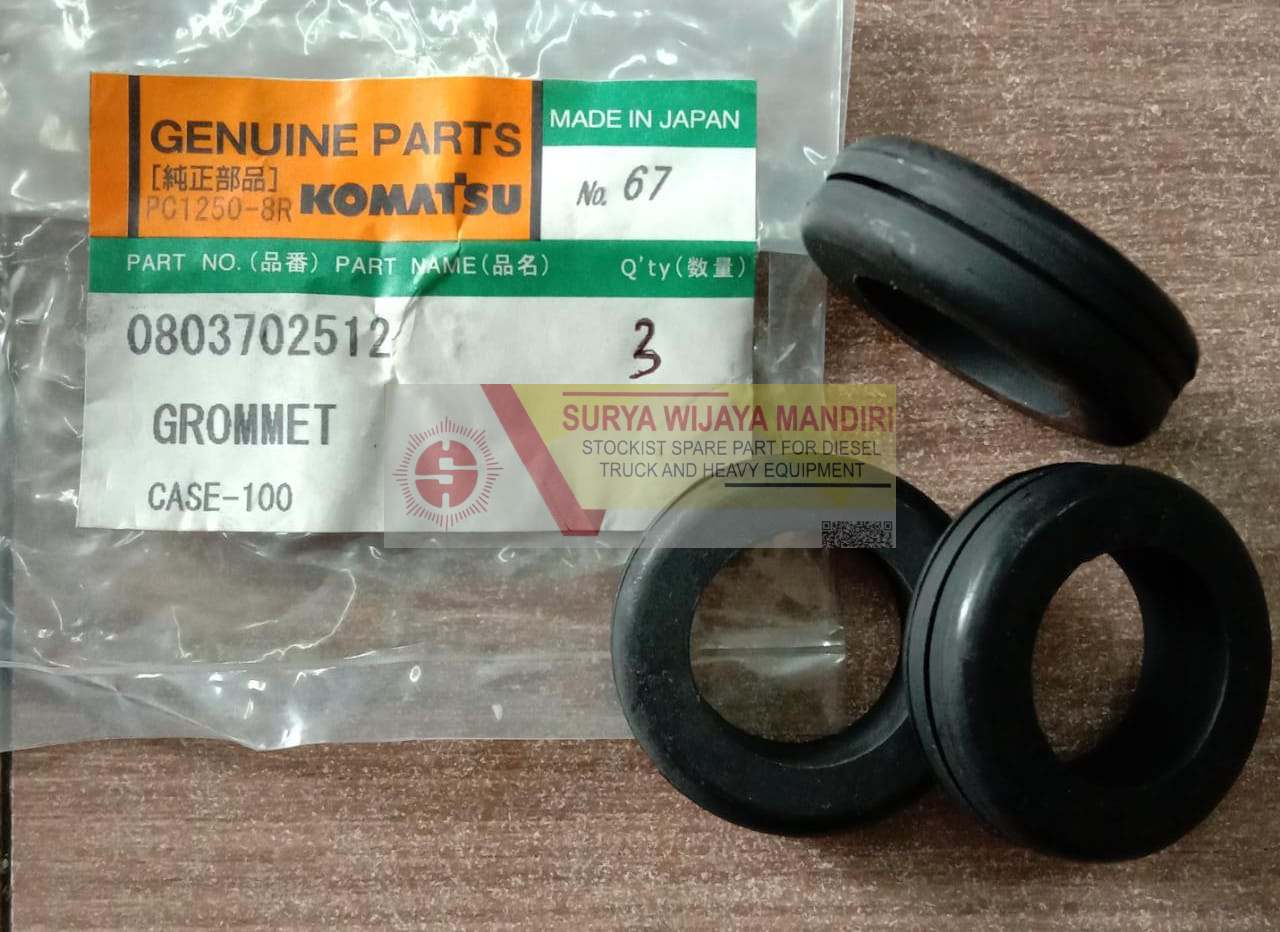 GENUINE PARTS
[純正部品] KOMATSU
PC1250-8R
MADE IN JAPAN
No. 67
PART NO.(品番) PART NAME(品名) Q'ty(数量)
0803702512 3
GROMMET
CASE-100
SURYA WIJAYA MANDIRI
STOCKIST SPARE PART FOR DIESEL
TRUCK AND HEAVY EQUIPMENT